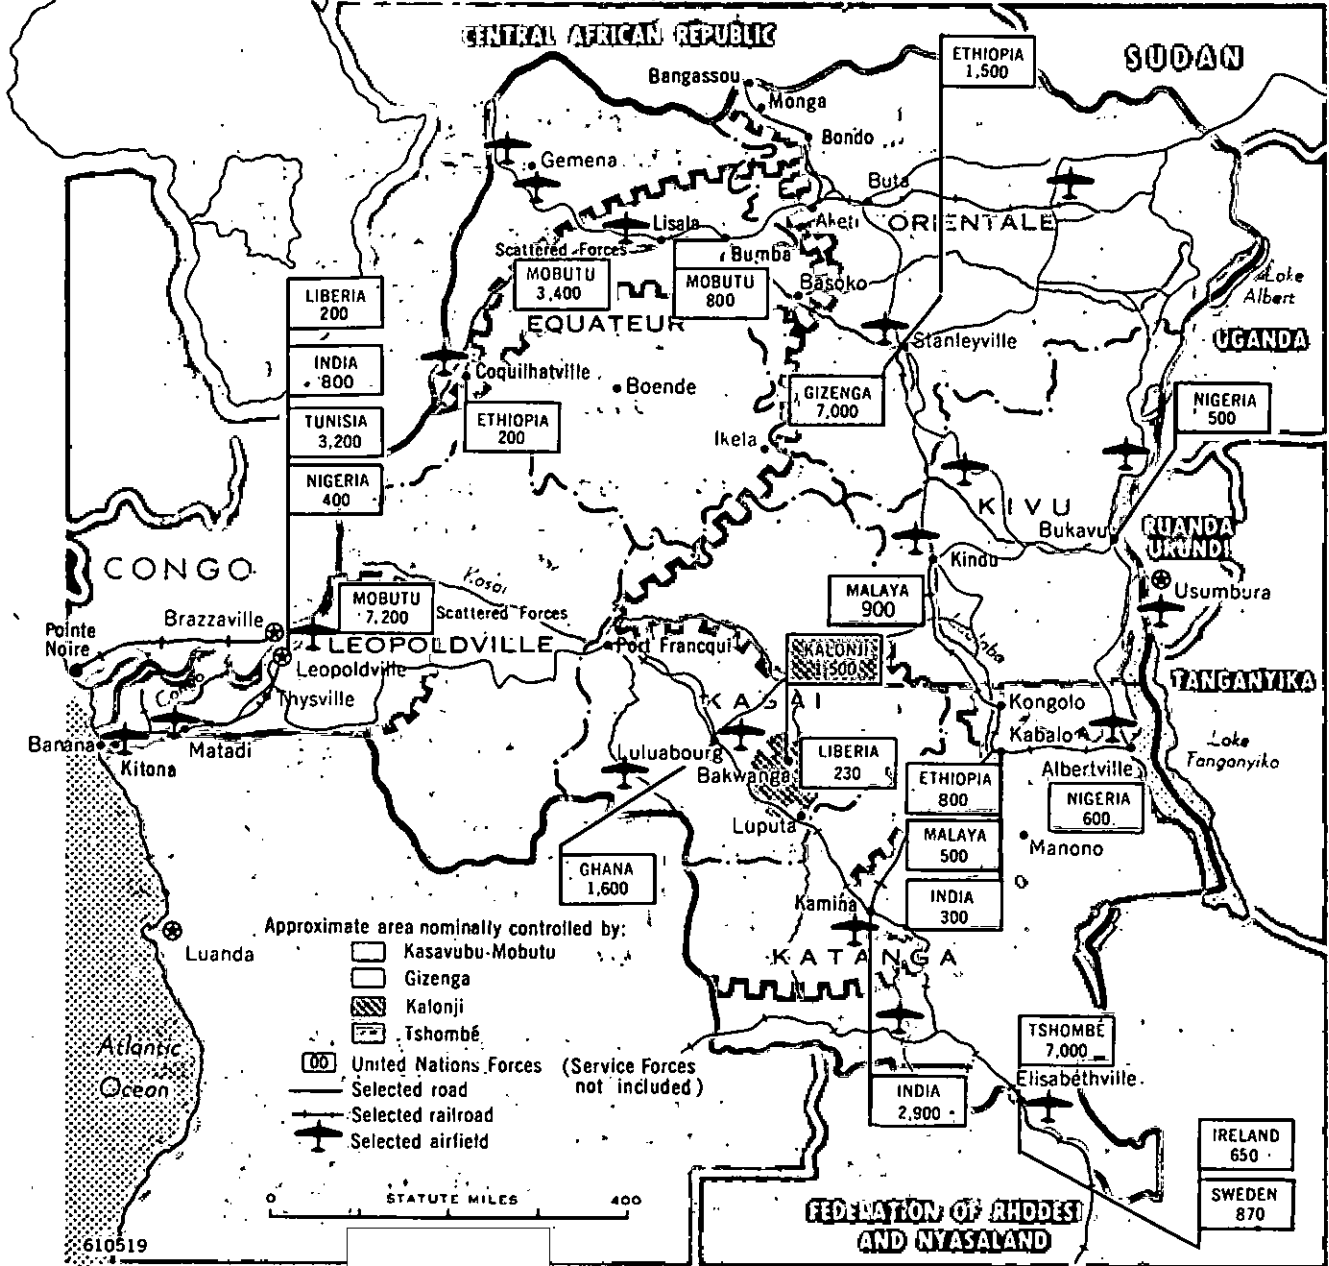 CENTRAL AFRICAN REPUBLIC
SUDAN
ETHIOPIA
1,500
Bangassou
Monga
Bondo
Gemena
Buta
Lisala
Aketi
ORIENTALE
Scattered Forces
Bumba
MOBUTU
3,400
MOBUTU
800
Basoko
Lake
Albert
LIBERIA
200
EQUATEUR
Stanleyville
UGANDA
INDIA
800
Coquilhatville
Boende
GIZENGA
7,000
NIGERIA
500
TUNISIA
3,200
ETHIOPIA
200
Ikela
NIGERIA
400
KIVU
Bukavu
RUANDA
URUNDI
CONGO
Kasai
Kindu
Usumbura
MOBUTU
7,200
Scattered Forces
MALAYA
900
Brazzaville
Pointe
Noire
LEOPOLDVILLE
Port Francqui
KALONJI
1,500
Leopoldville
Congo
Thysville
KASAI
TANGANYIKA
Kongolo
Banana
Matadi
Kitona
Luluabourg
Bakwanga
LIBERIA
230
Kabalo
Albertville
Lake
Tanganyika
ETHIOPIA
800
NIGERIA
600
Luputa
MALAYA
500
Manono
GHANA
1,600
INDIA
300
Kamina
Luanda
KATANGA
Approximate area nominally controlled by:
Kasavubu-Mobutu
Gizenga
Kalonji
Tshombé
00 United Nations Forces (Service Forces
not included)
Selected road
Selected railroad
Selected airfield
Atlantic
Ocean
TSHOMBÉ
7,000
Elisabéthville
INDIA
2,900
IRELAND
650
SWEDEN
870
0 STATUTE MILES 400
FEDERATION OF RHODESI
AND NYASALAND
610519